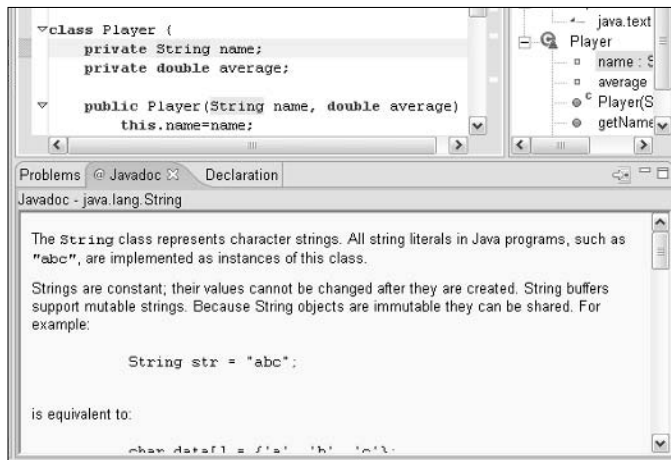 class Player {
private String name;
private double average;
public Player(String name, double average)
this.name=name;
java.text
Player
name : S
average
C Player(S
getName
Problems @ Javadoc Declaration
Javadoc - java.lang.String
The String class represents character strings. All string literals in Java programs, such as
"abc", are implemented as instances of this class.
Strings are constant; their values cannot be changed after they are created. String buffers
support mutable strings. Because String objects are immutable they can be shared. For
example:
String str = "abc";
is equivalent to:
char data[] = {'a', 'b', 'c'};